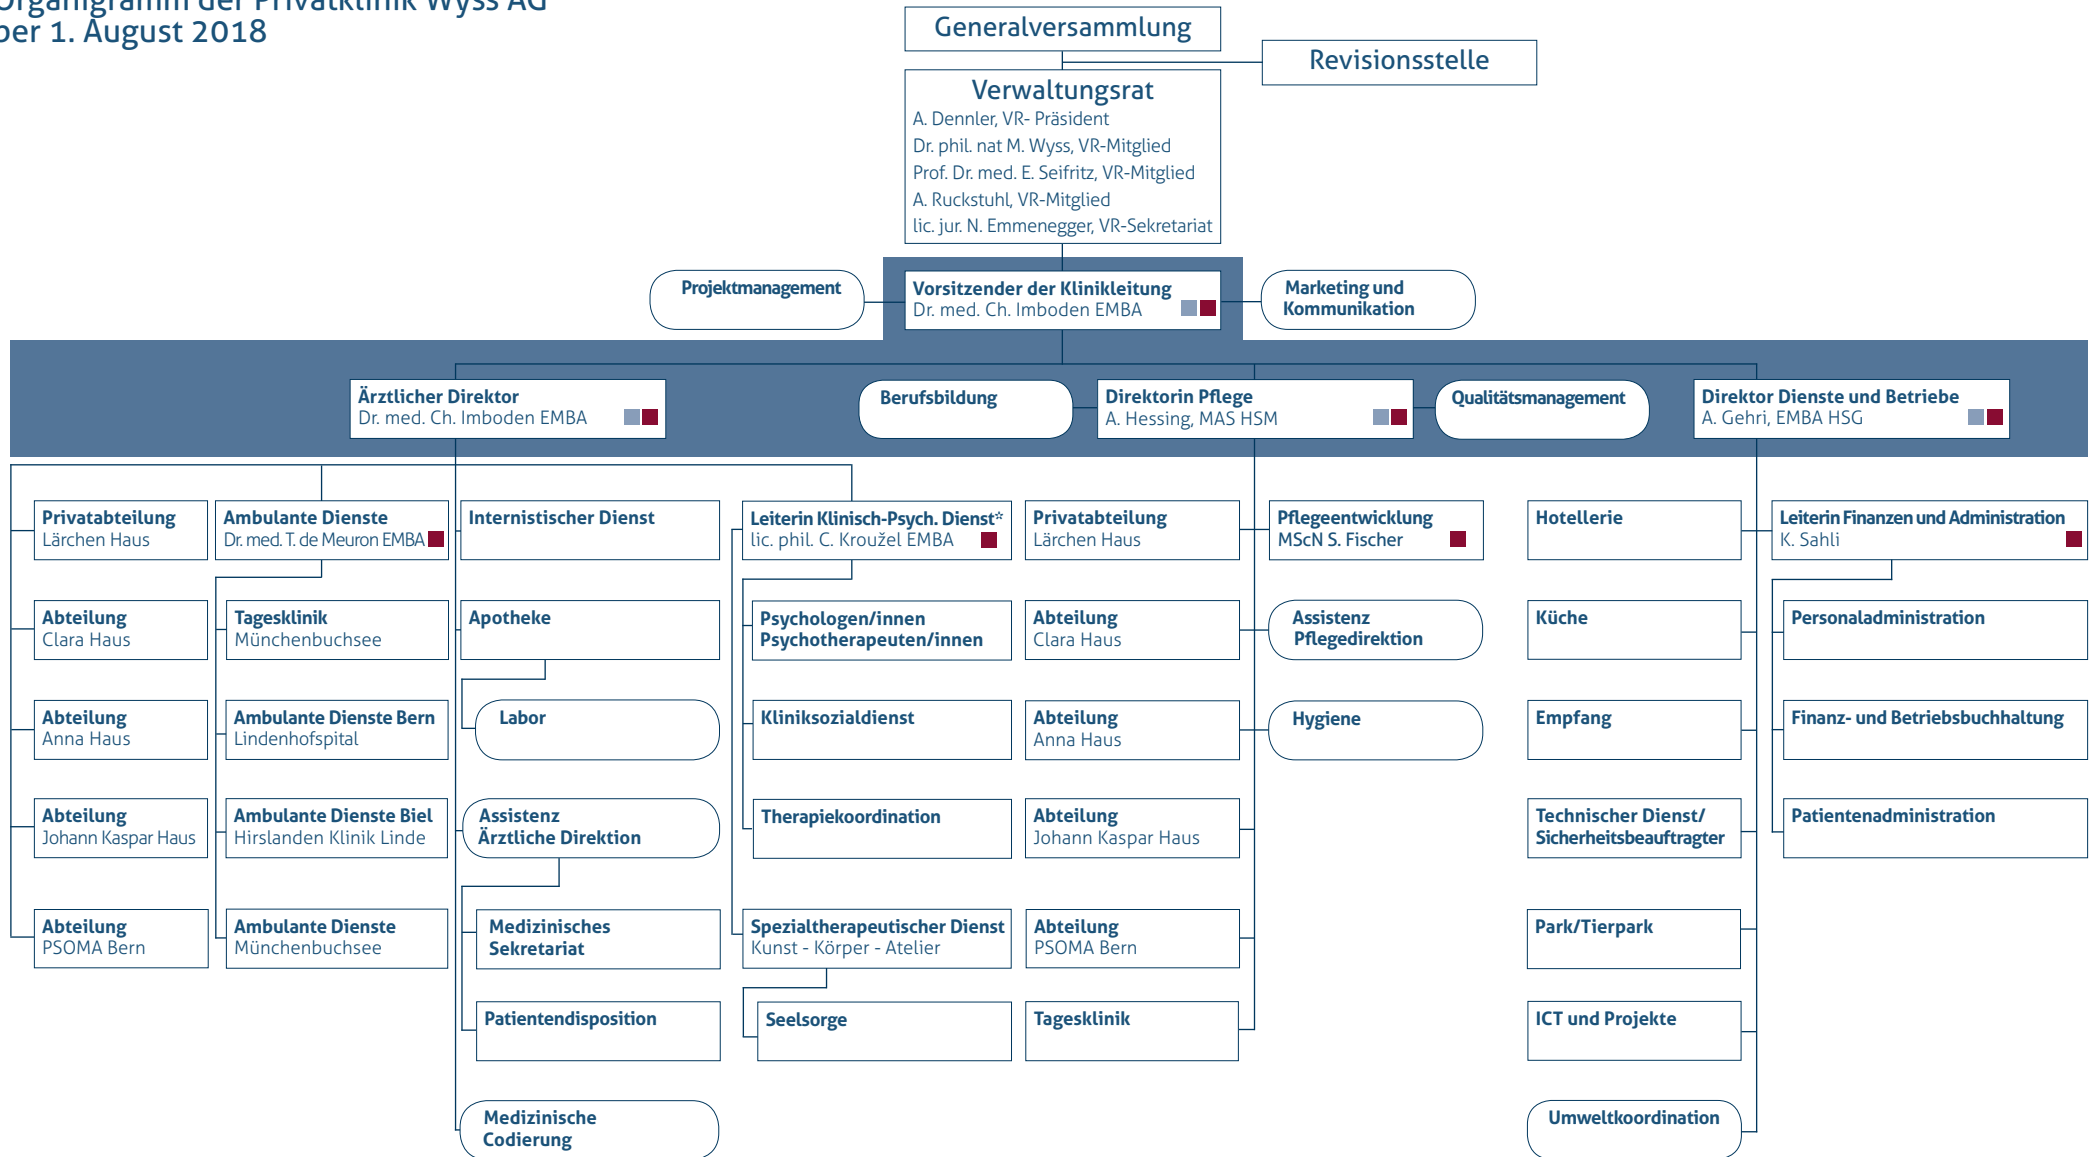 Organigramm der Privatklinik Wyss AG
per 1. August 2018
Generalversammlung
Revisionsstelle
Verwaltungsrat
A. Dennler, VR- Präsident
Dr. phil. nat M. Wyss, VR-Mitglied
Prof. Dr. med. E. Seifritz, VR-Mitglied
A. Ruckstuhl, VR-Mitglied
lic. jur. N. Emmenegger, VR-Sekretariat
Projektmanagement
Vorsitzender der Klinikleitung
Dr. med. Ch. Imboden EMBA
Marketing und
Kommunikation
Ärztlicher Direktor
Dr. med. Ch. Imboden EMBA
Berufsbildung
Direktorin Pflege
A. Hessing, MAS HSM
Qualitätsmanagement
Direktor Dienste und Betriebe
A. Gehri, EMBA HSG
Privatabteilung
Lärchen Haus
Ambulante Dienste
Dr. med. T. de Meuron EMBA
Internistischer Dienst
Leiterin Klinisch-Psych. Dienst*
lic. phil. C. Kroužel EMBA
Privatabteilung
Lärchen Haus
Pflegeentwicklung
MScN S. Fischer
Hotellerie
Leiterin Finanzen und Administration
K. Sahli
Abteilung
Clara Haus
Tagesklinik
Münchenbuchsee
Apotheke
Psychologen/innen
Psychotherapeuten/innen
Abteilung
Clara Haus
Assistenz
Pflegedirektion
Küche
Personaladministration
Abteilung
Anna Haus
Ambulante Dienste Bern
Lindenhofspital
Labor
Kliniksozialdienst
Abteilung
Anna Haus
Hygiene
Empfang
Finanz- und Betriebsbuchhaltung
Abteilung
Johann Kaspar Haus
Ambulante Dienste Biel
Hirslanden Klinik Linde
Assistenz
Ärztliche Direktion
Therapiekoordination
Abteilung
Johann Kaspar Haus
Technischer Dienst/
Sicherheitsbeauftragter
Patientenadministration
Abteilung
PSOMA Bern
Ambulante Dienste
Münchenbuchsee
Medizinisches
Sekretariat
Spezialtherapeutischer Dienst
Kunst - Körper - Atelier
Abteilung
PSOMA Bern
Park/Tierpark
Patientendisposition
Seelsorge
Tagesklinik
ICT und Projekte
Medizinische
Codierung
Umweltkoordination